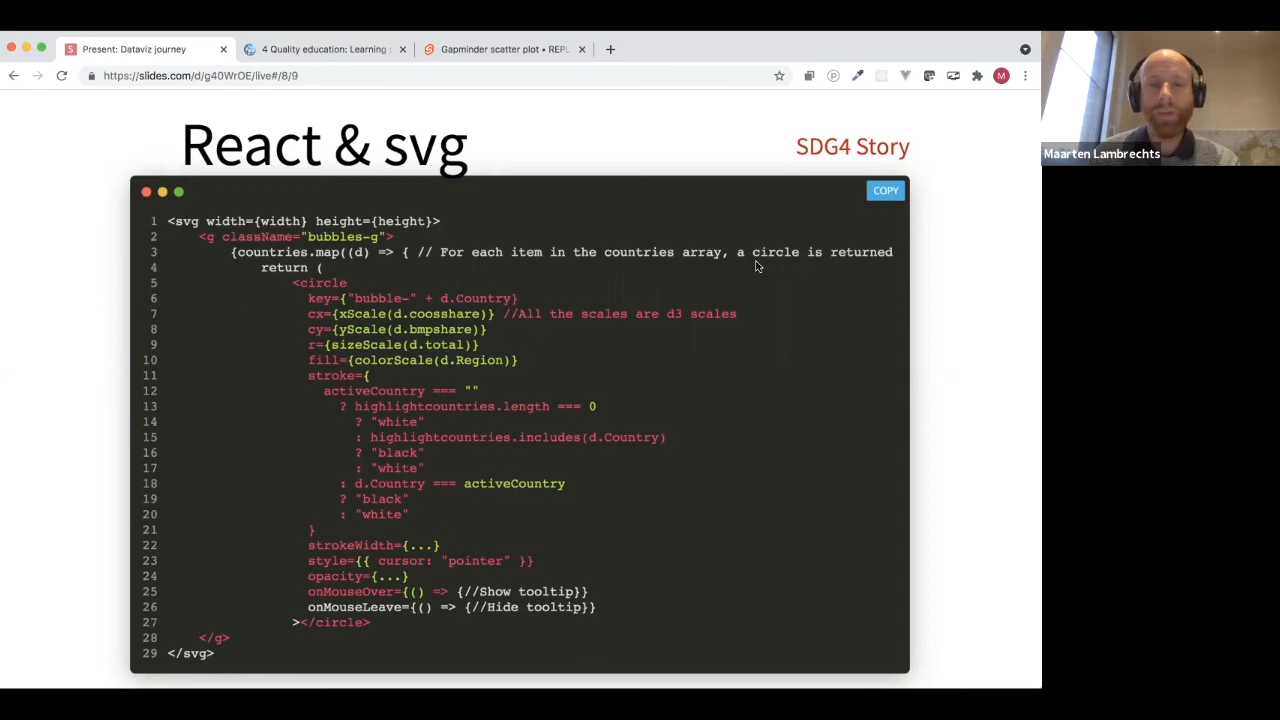 Present: Dataviz journey
4 Quality education: Learning
Gapminder scatter plot • REPL
https://slides.com/d/g40WrOE/live#/8/9
M
Maarten Lambrechts
React & svg
SDG4 Story
COPY
1 <svg width={width} height={height}>
2 <g className="bubbles-g">
3 {countries.map((d) => { // For each item in the countries array, a circle is returned
4 return (
5 <circle
6 key={"bubble-" + d.Country}
7 cx={xScale(d.coosshare)} //All the scales are d3 scales
8 cy={yScale(d.bmpshare)}
9 r={sizeScale(d.total)}
10 fill={colorScale(d.Region)}
11 stroke={
12 activeCountry === ""
13 ? highlightcountries.length === 0
14 ? "white"
15 : highlightcountries.includes(d.Country)
16 ? "black"
17 : "white"
18 : d.Country === activeCountry
19 ? "black"
20 : "white"
21 }
22 strokeWidth={...}
23 style={{ cursor: "pointer" }}
24 opacity={...}
25 onMouseOver={() => {//Show tooltip}}
26 onMouseLeave={() => {//Hide tooltip}}
27 ></circle>
28 </g>
29 </svg>